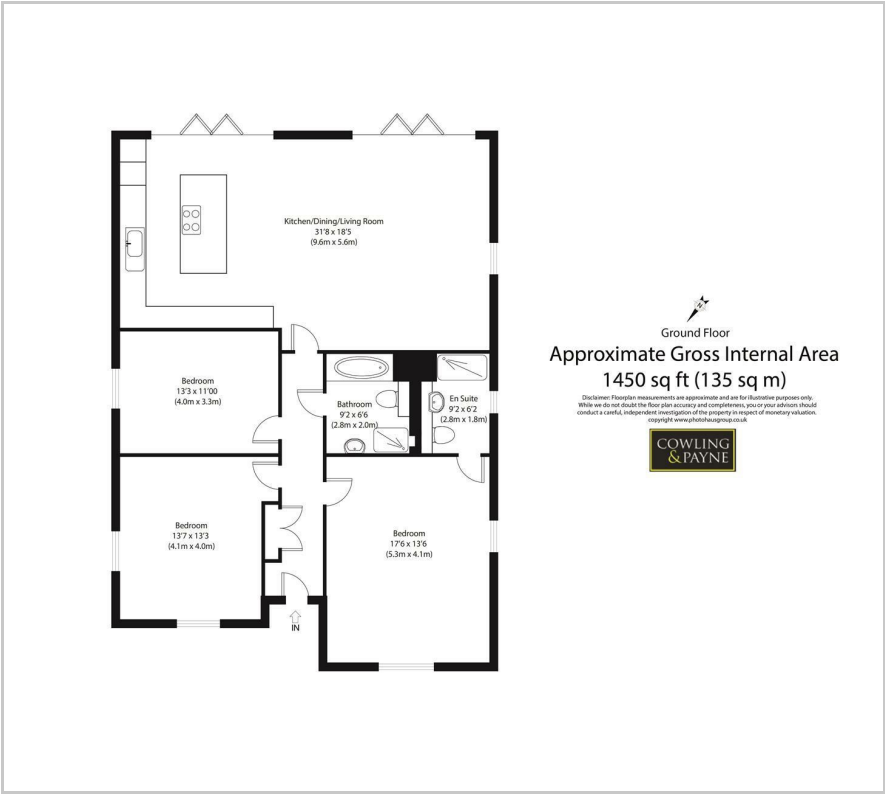 Kitchen/Dining/Living Room
31'8 x 18'5
(9.6m x 5.6m)
Bedroom
13'3 x 11'00
(4.0m x 3.3m)
Bathroom
9'2 x 6'6
(2.8m x 2.0m)
En Suite
9'2 x 6'2
(2.8m x 1.8m)
Bedroom
13'7 x 13'3
(4.1m x 4.0m)
Bedroom
17'6 x 13'6
(5.3m x 4.1m)
IN
N
Ground Floor
Approximate Gross Internal Area
1450 sq ft (135 sq m)
Disclaimer: Floorplan measurements are approximate and are for illustrative purposes only.
While we do not doubt the floor plan accuracy and completeness, you or your advisors should
conduct a careful, independent investigation of the property in respect of monetary valuation.
copyright www.photohausgroup.co.uk
COWLING
&PAYNE